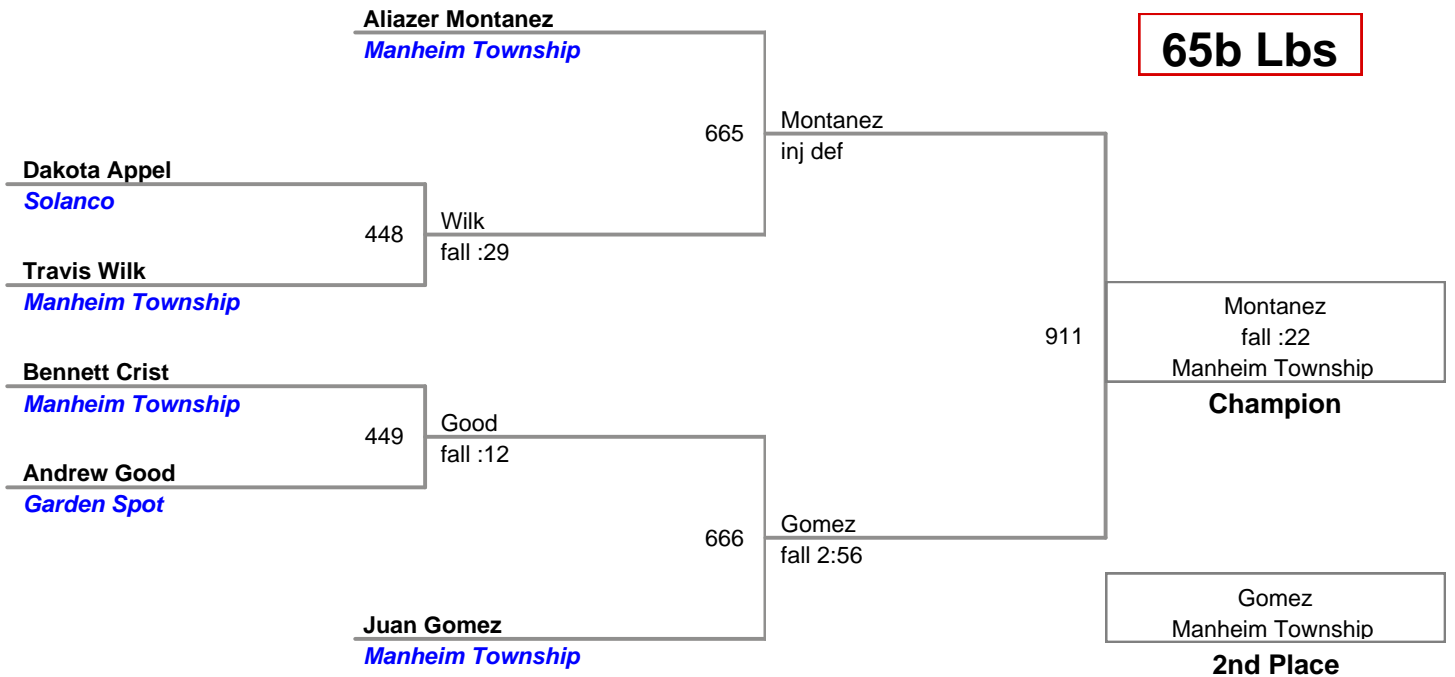 Aliazer Montanez
Manheim Township
65b Lbs
665
Montanez
inj def
Dakota Appel
Solanco
448
Wilk
fall :29
Travis Wilk
Manheim Township
911
Montanez
fall :22
Manheim Township
Champion
Bennett Crist
Manheim Township
449
Good
fall :12
Andrew Good
Garden Spot
666
Gomez
fall 2:56
Juan Gomez
Manheim Township
Gomez
Manheim Township
2nd Place